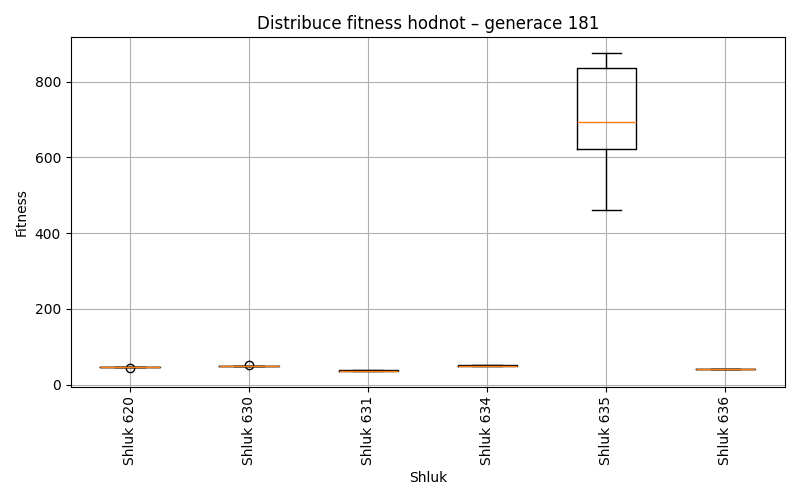 Distribuce fitness hodnot – generace 181
Fitness
800
600
400
200
0
Shluk 620
Shluk 630
Shluk 631
Shluk 634
Shluk 635
Shluk 636
Shluk